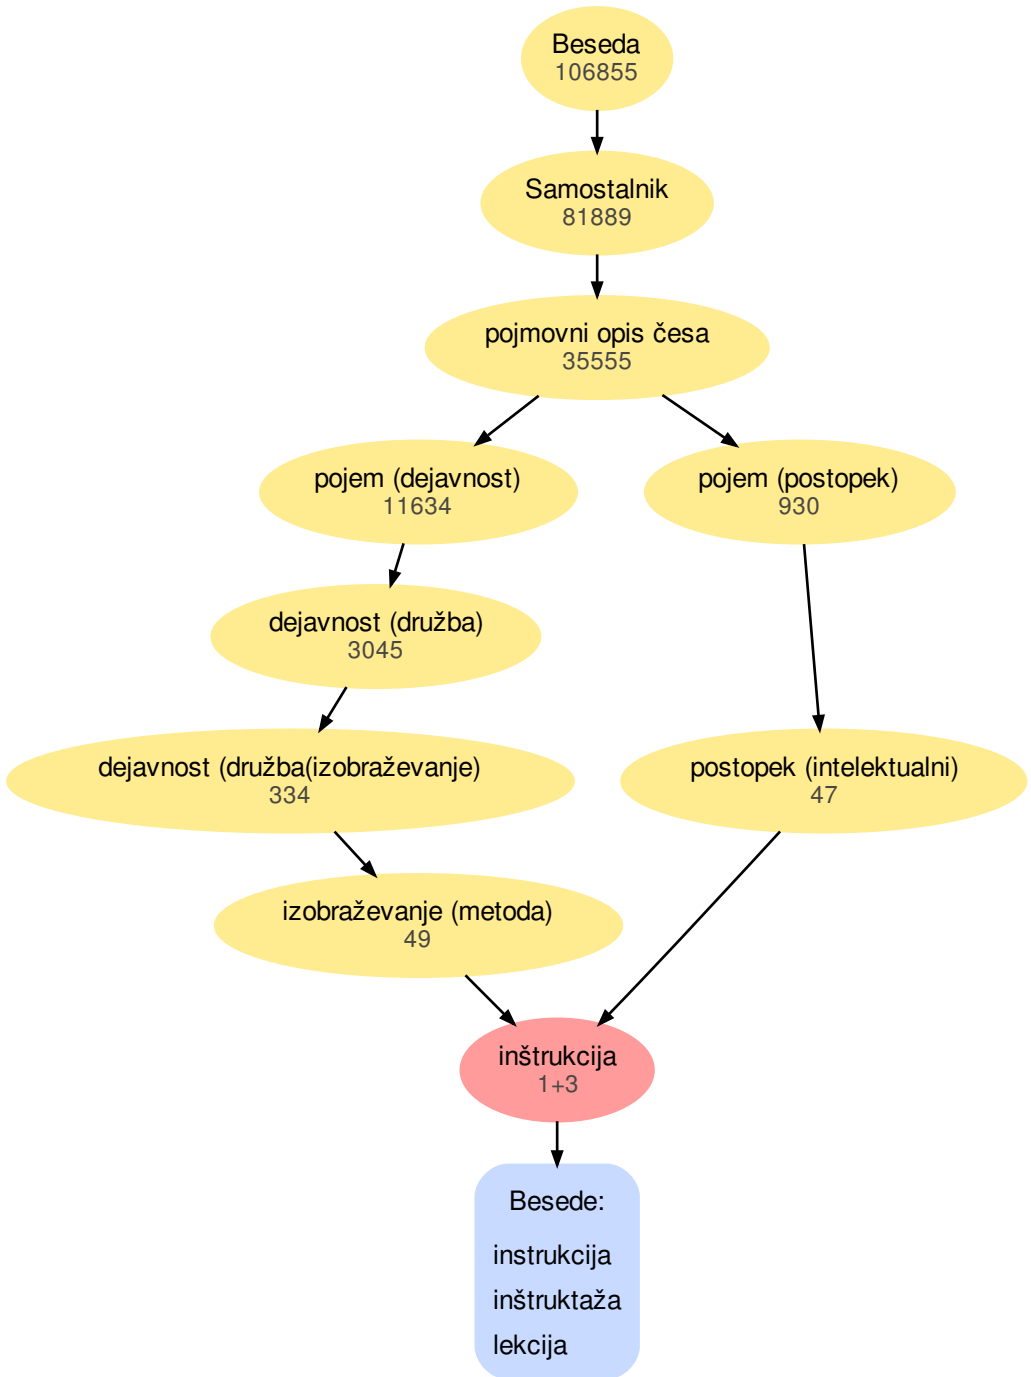 Beseda
106855
Samostalnik
81889
pojmovni opis česa
35555
pojem (dejavnost)
11634
pojem (postopek)
930
dejavnost (družba)
3045
dejavnost (družba(izobraževanje)
334
postopek (intelektualni)
47
izobraževanje (metoda)
49
inštrukcija
1+3
Besede:
instrukcija
inštruktaža
lekcija